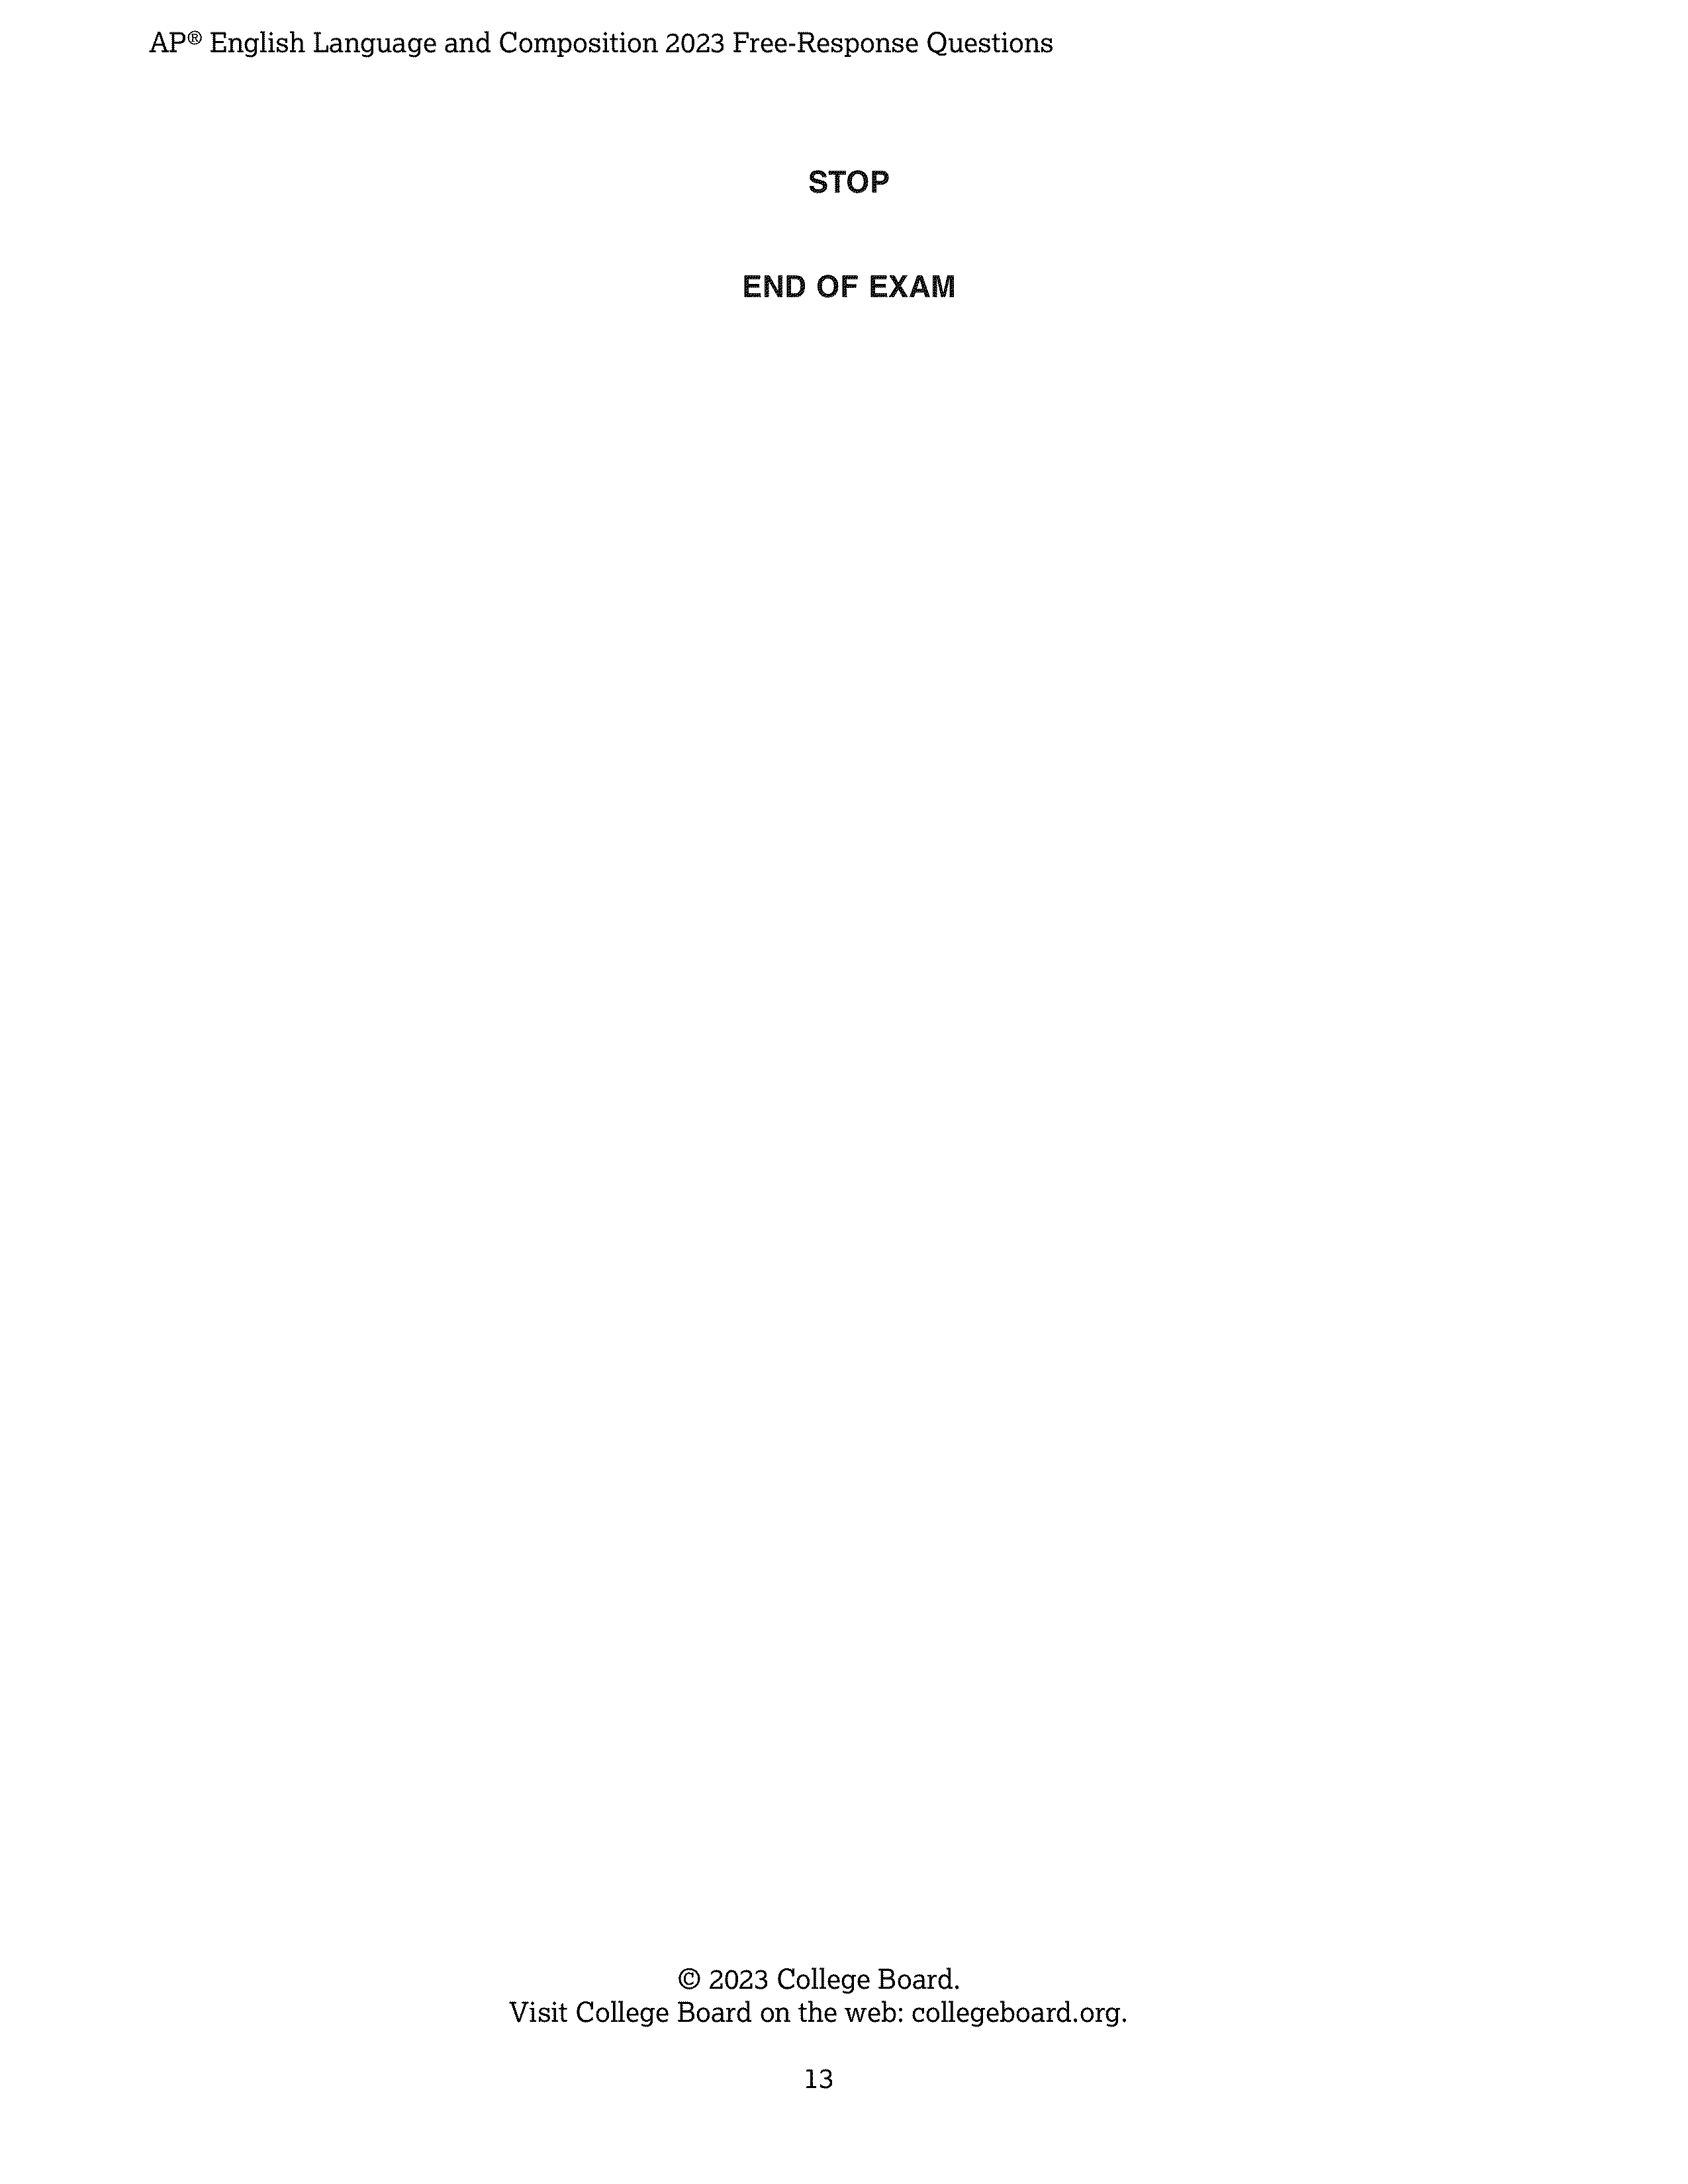 AP® English Language and Composition 2023 Free-Response Questions
STOP
END OF EXAM
© 2023 College Board.
Visit College Board on the web: collegeboard.org.
13